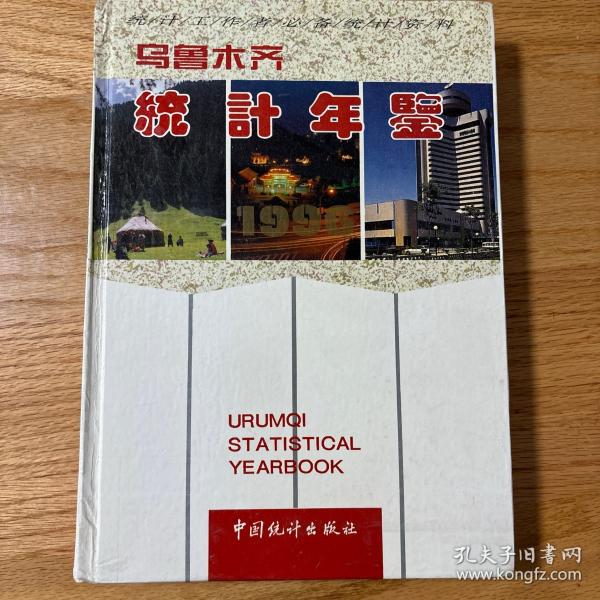 统计工作者必备统计资料
乌鲁木齐
統計年鑒
1998
URUMQI
STATISTICAL
YEARBOOK
中国统计出版社
孔夫子旧书网
www.kongfz.com